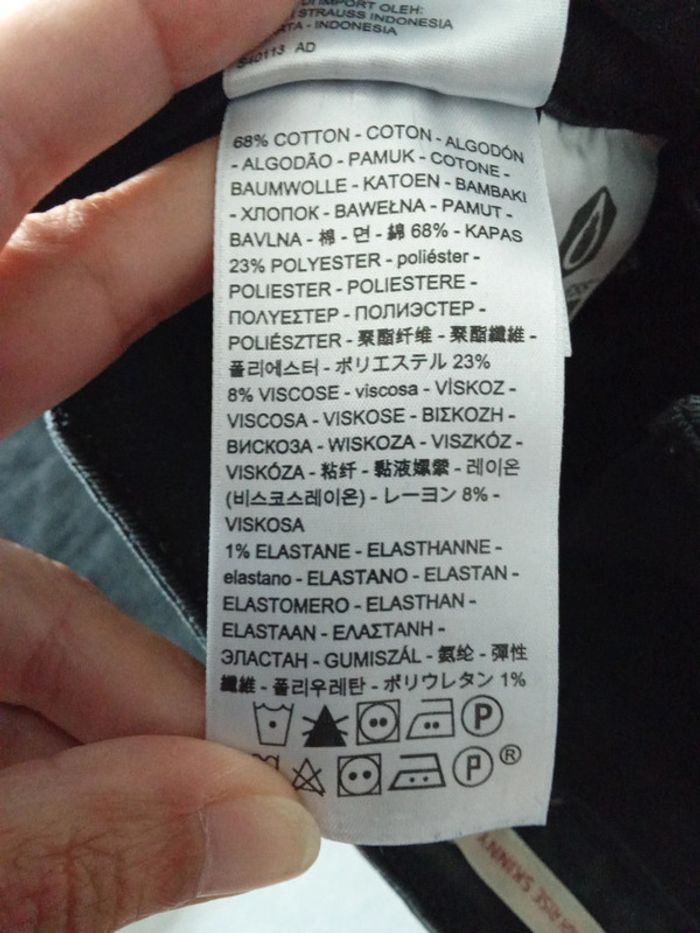 DI IMPORT OLEH:
STRAUSS INDONESIA
- INDONESIA
S40113 AD
68% COTTON - COTON - ALGODÓN
- ALGODÃO - PAMUK - COTONE -
BAUMWOLLE - KATOEN - BAMBAKI
- ХЛОПОК - BAWEŁNA - PAMUT -
BAVLNA - 棉 - 면 - 綿 68% - KAPAS
23% POLYESTER - poliéster -
POLIESTER - POLIESTERE -
ΠΟΛΥΕΣΤΕΡ - ПОЛИЭСТЕР -
POLIÉSZTER - 聚酯纤维 - 聚酯纖維 -
폴리에스터 - ポリエステル 23%
8% VISCOSE - viscosa - VİSKOZ -
VISCOSA - VISKOSE - ΒΙΣΚΟΖΗ -
ВИСКОЗА - WISKOZA - VISZKÓZ -
VISKÓZA - 粘纤 - 黏液嫘縈 - 레이온
(비스코스레이온) - レーヨン 8% -
VISKOSA
1% ELASTANE - ELASTHANNE -
elastano - ELASTANO - ELASTAN -
ELASTOMERO - ELASTHAN -
ELASTAAN - ΕΛΑΣΤΑΝΗ -
ЭЛАСТАН - GUMISZÁL - 氨纶 - 彈性
纖維 - 폴리우레탄 - ポリウレタン 1%
P
P ®
RISE SKINNY